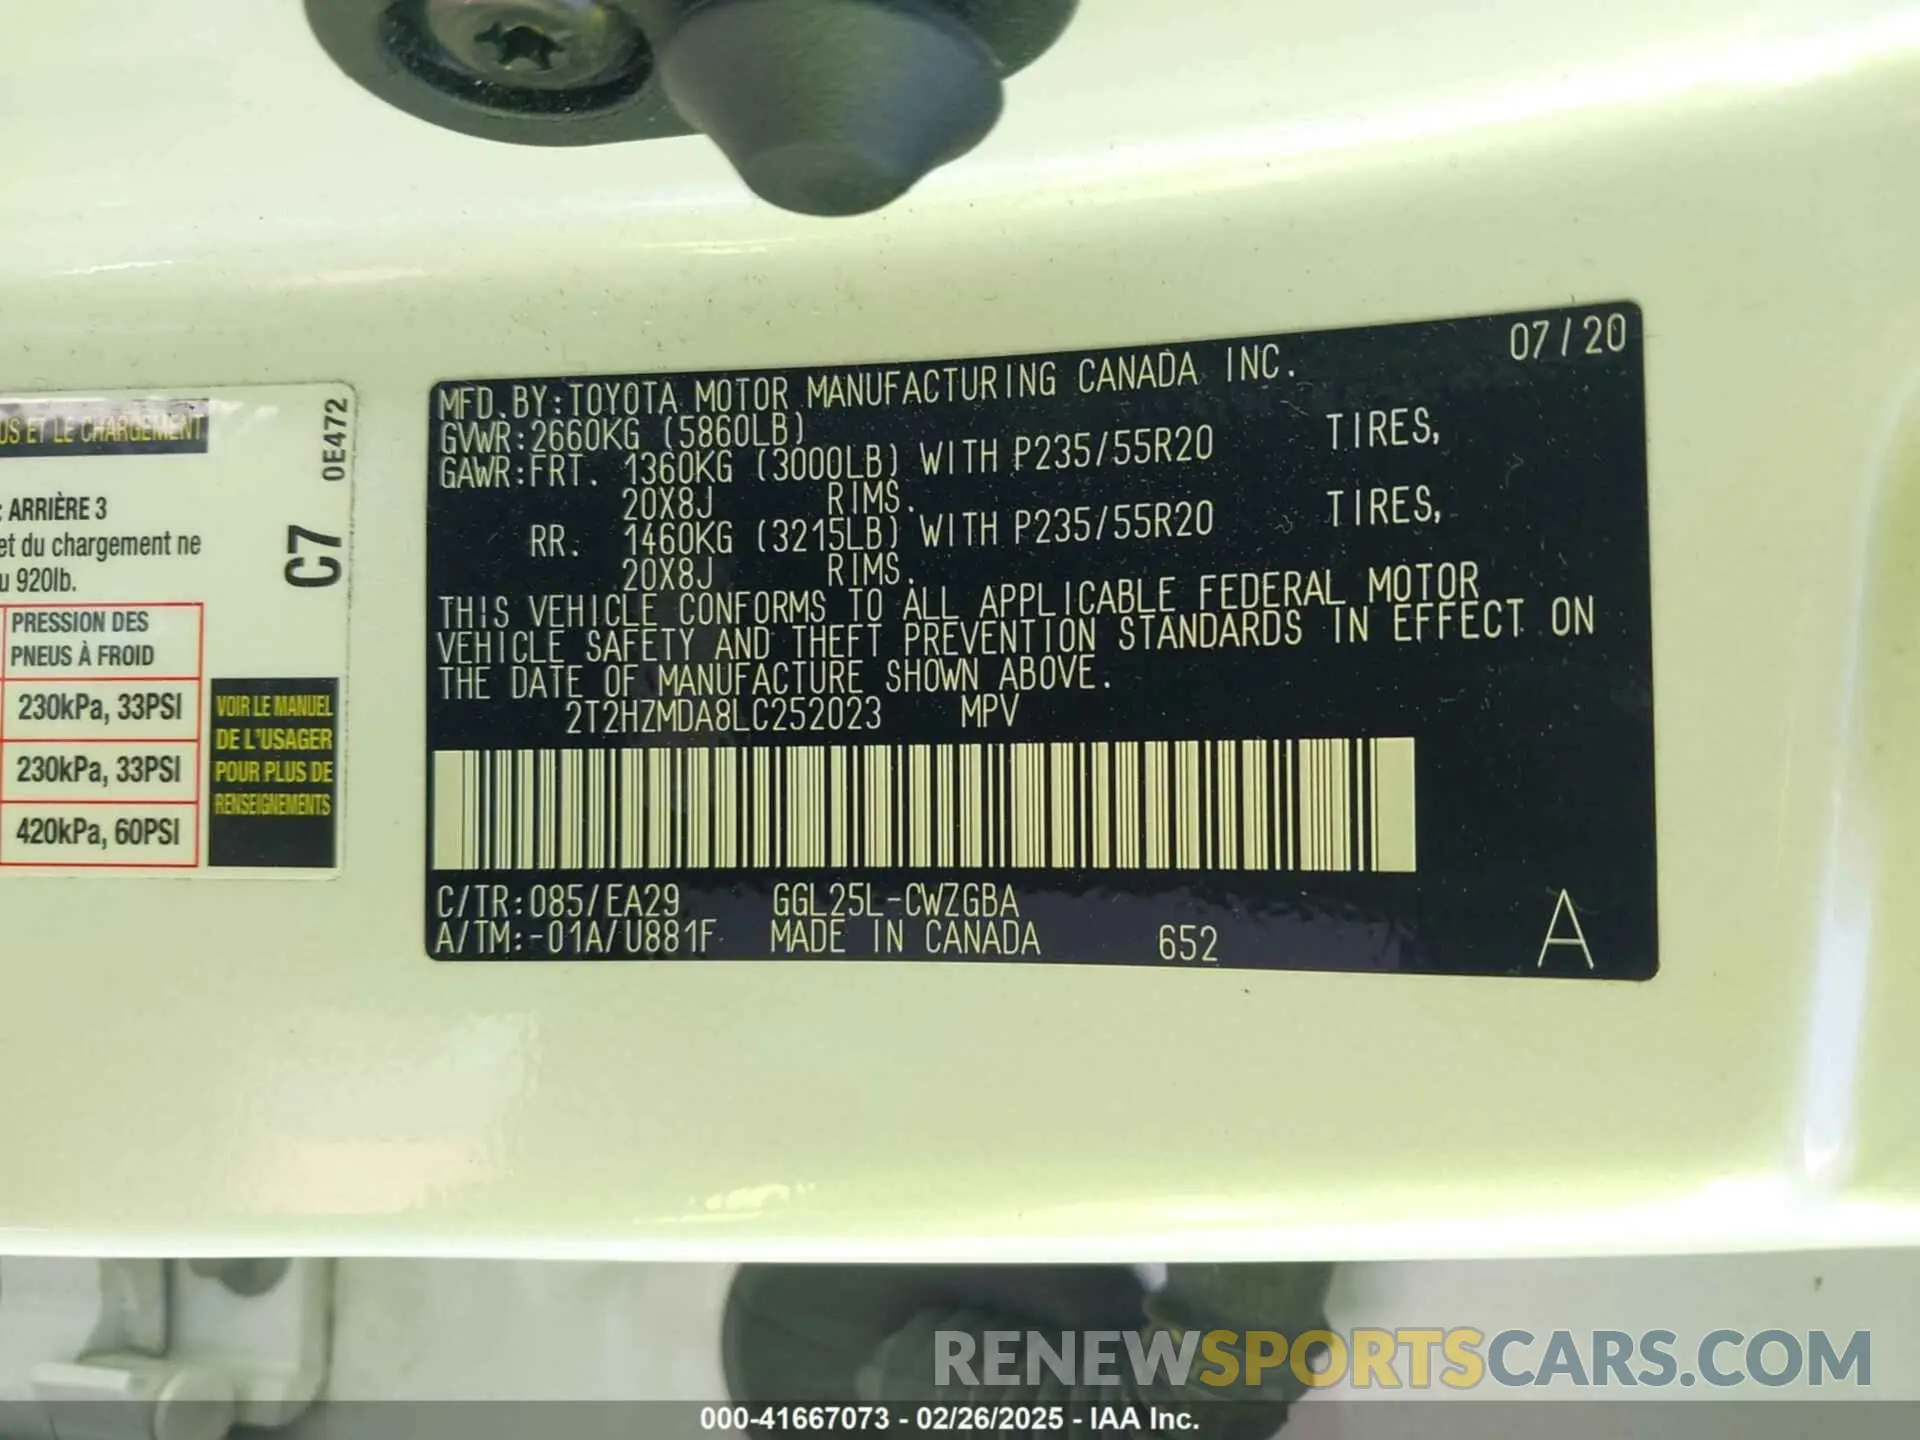 OS ET LE CHARGEMENT
0E472
: ARRIÈRE 3
et du chargement ne
u 920lb.
C7
PRESSION DES
PNEUS À FROID
230kPa, 33PSI
230kPa, 33PSI
420kPa, 60PSI
VOIR LE MANUEL
DE L'USAGER
POUR PLUS DE
RENSEIGNEMENTS
07/20
MFD.BY:TOYOTA MOTOR MANUFACTURING CANADA INC.
GVWR:2660KG (5860LB)
GAWR:FRT. 1360KG (3000LB) WITH P235/55R20 TIRES,
20X8J RIMS.
RR. 1460KG (3215LB) WITH P235/55R20 TIRES,
20X8J RIMS.
THIS VEHICLE CONFORMS TO ALL APPLICABLE FEDERAL MOTOR
VEHICLE SAFETY AND THEFT PREVENTION STANDARDS IN EFFECT ON
THE DATE OF MANUFACTURE SHOWN ABOVE.
2T2HZMDA8LC252023 MPV
C/TR:085/EA29 GGL25L-CWZGBA
A/TM:-01A/U881F MADE IN CANADA 652 A
RENEWSPORTSCARS.COM
000-41667073 - 02/26/2025 - IAA Inc.